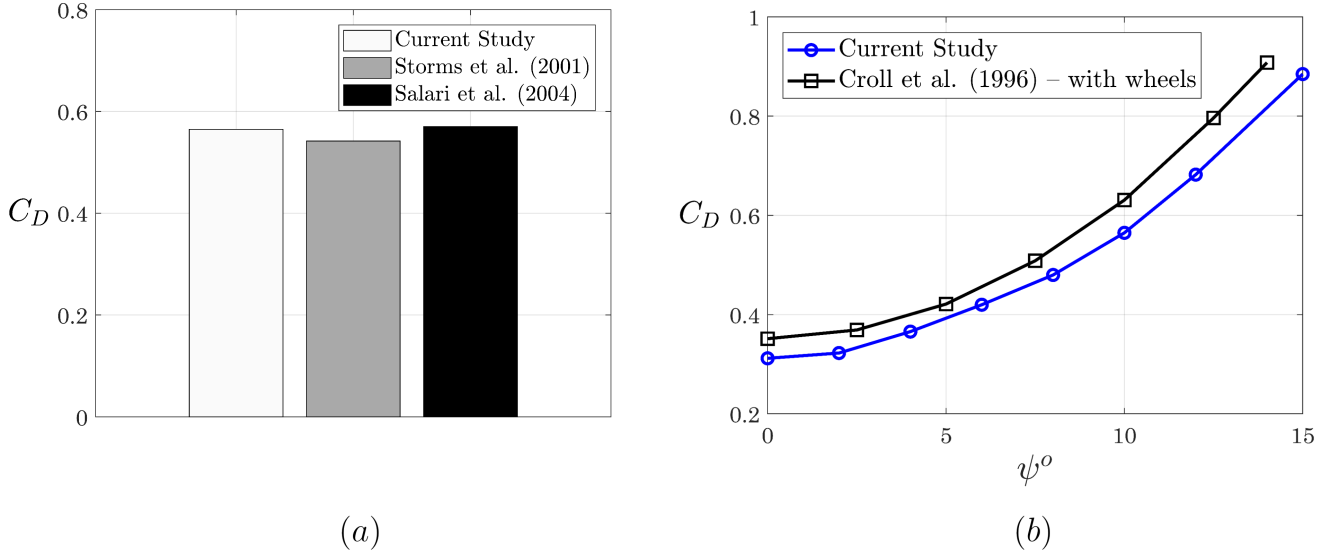 0.8
0.6
0.4
0.2
0
C_D
Current Study
Storms et al. (2001)
Salari et al. (2004)
(a)
1
0.8
0.6
0.4
0.2
C_D
Current Study
Croll et al. (1996) – with wheels
0 5 10 15
ψ^o
(b)